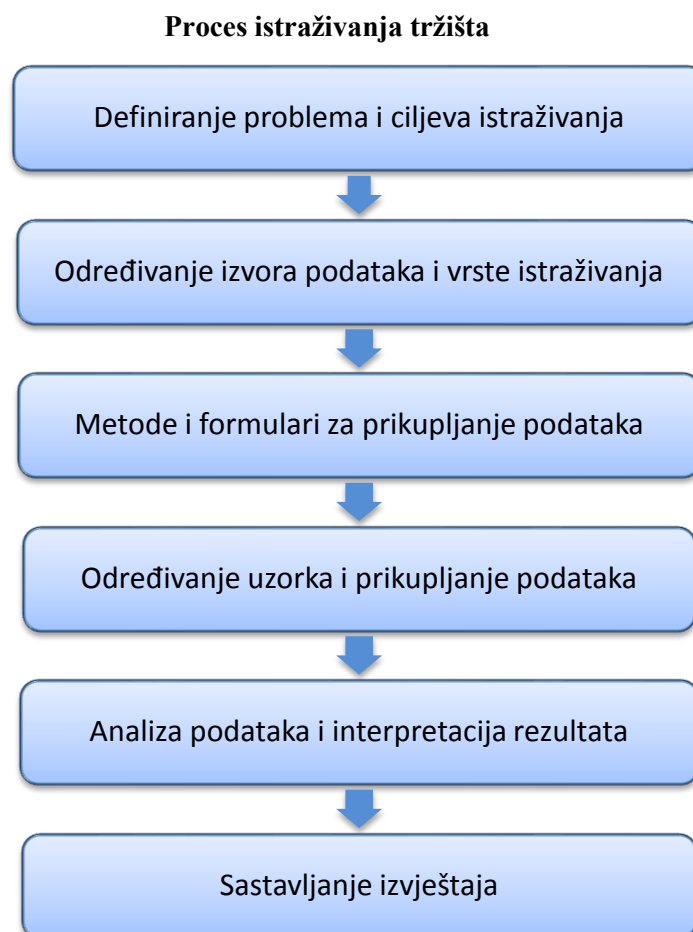 Proces istraživanja tržišta
Definiranje problema i ciljeva istraživanja
Određivanje izvora podataka i vrste istraživanja
Metode i formulari za prikupljanje podataka
Određivanje uzorka i prikupljanje podataka
Analiza podataka i interpretacija rezultata
Sastavljanje izvještaja